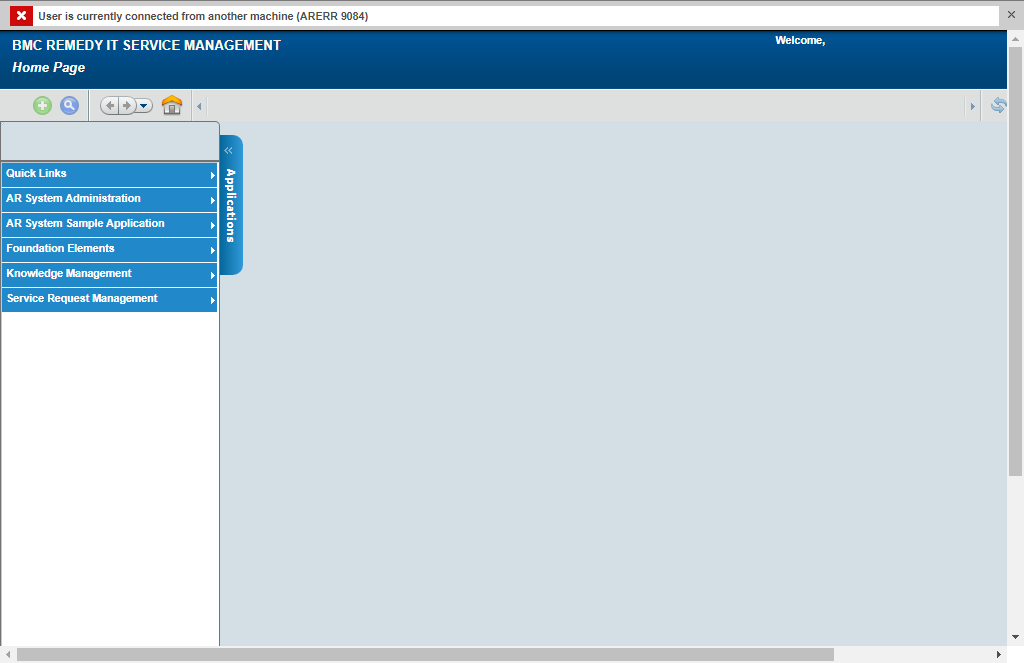 User is currently connected from another machine (ARERR 9084)
BMC REMEDY IT SERVICE MANAGEMENT
Welcome,
Home Page
Applications
Quick Links
AR System Administration
AR System Sample Application
Foundation Elements
Knowledge Management
Service Request Management